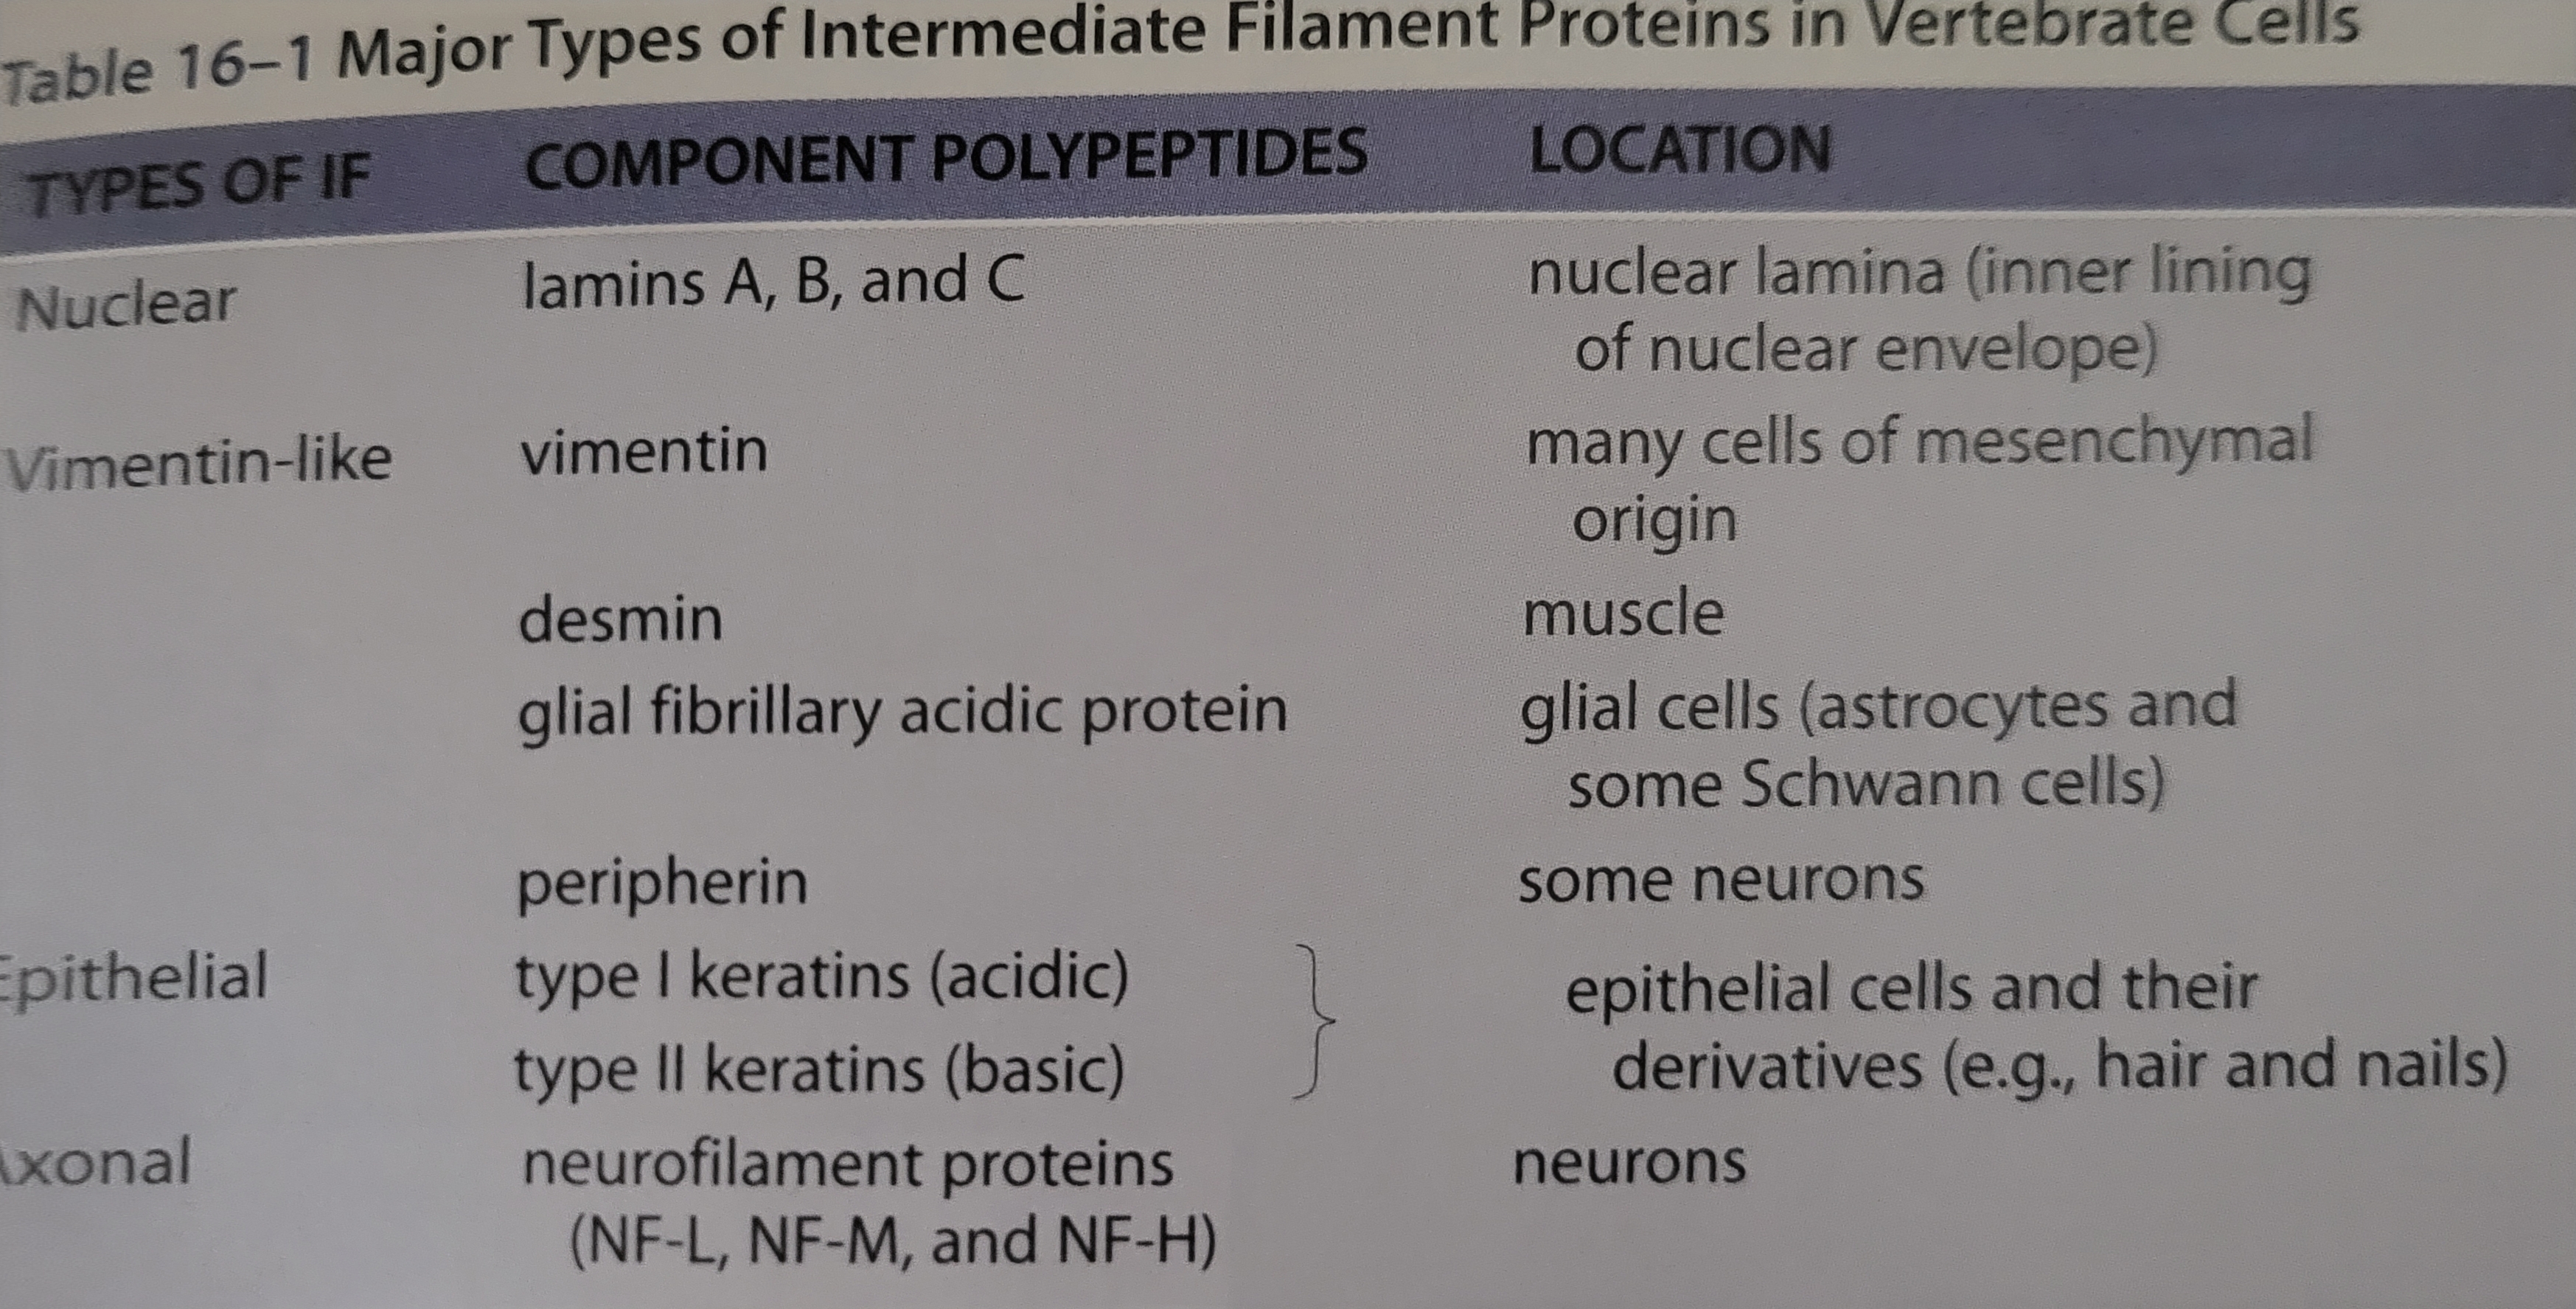 Table 16–1 Major Types of Intermediate Filament Proteins in Vertebrate Cells
TYPES OF IF COMPONENT POLYPEPTIDES LOCATION
Nuclear lamins A, B, and C nuclear lamina (inner lining
of nuclear envelope)
Vimentin-like vimentin many cells of mesenchymal
origin
desmin muscle
glial fibrillary acidic protein glial cells (astrocytes and
some Schwann cells)
peripherin some neurons
Epithelial type I keratins (acidic) epithelial cells and their
type II keratins (basic) derivatives (e.g., hair and nails)
Axonal neurofilament proteins neurons
(NF-L, NF-M, and NF-H)